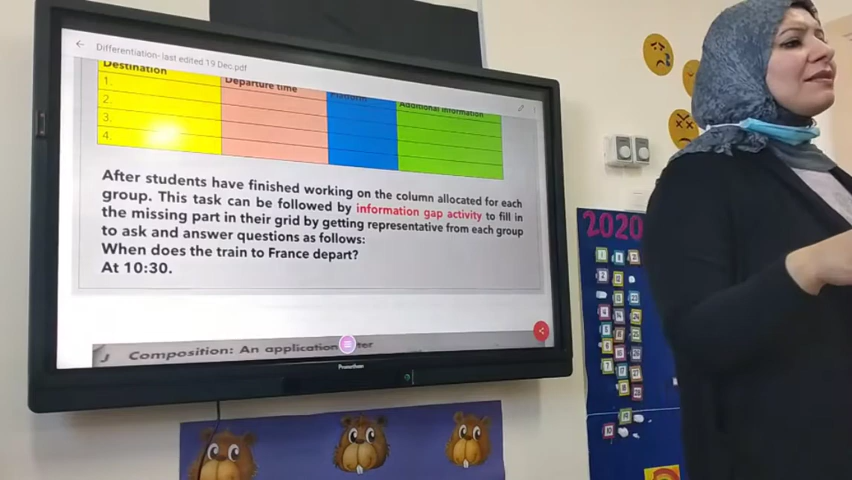 Differentiation- last edited 19 Dec.pdf
Destination
Departure time
Platform
Additional information
1.
2.
3.
4.
After students have finished working on the column allocated for each
group. This task can be followed by information gap activity to fill in
the missing part in their grid by getting representative from each group
to ask and answer questions as follows:
When does the train to France depart?
At 10:30.
Composition: An application
Promethean
2020